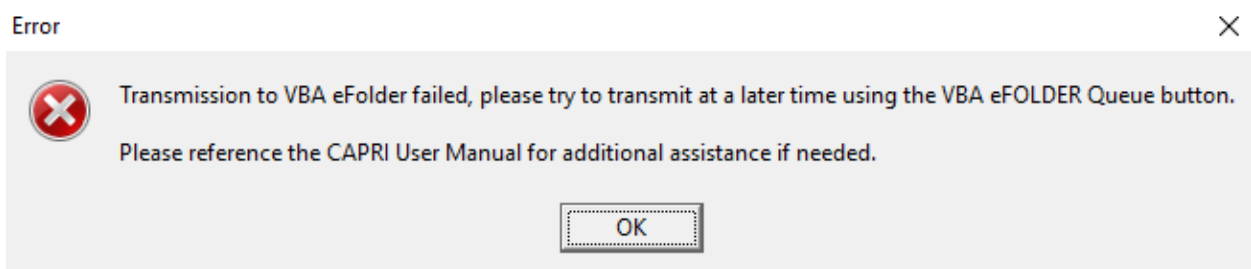 Error
Transmission to VBA eFolder failed, please try to transmit at a later time using the VBA eFOLDER Queue button.
Please reference the CAPRI User Manual for additional assistance if needed.
OK